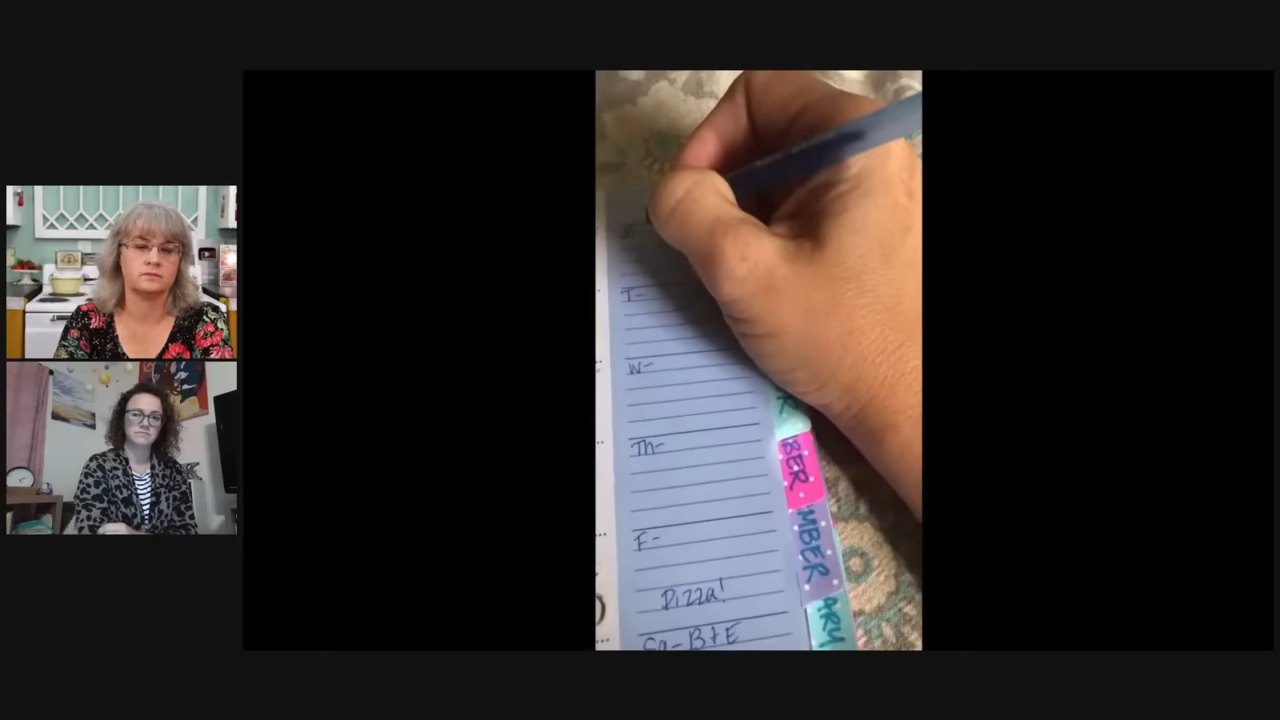 M
T-
W-
Th-
F-
Pizza!
Sa- B+E
BER
MBER
ARY